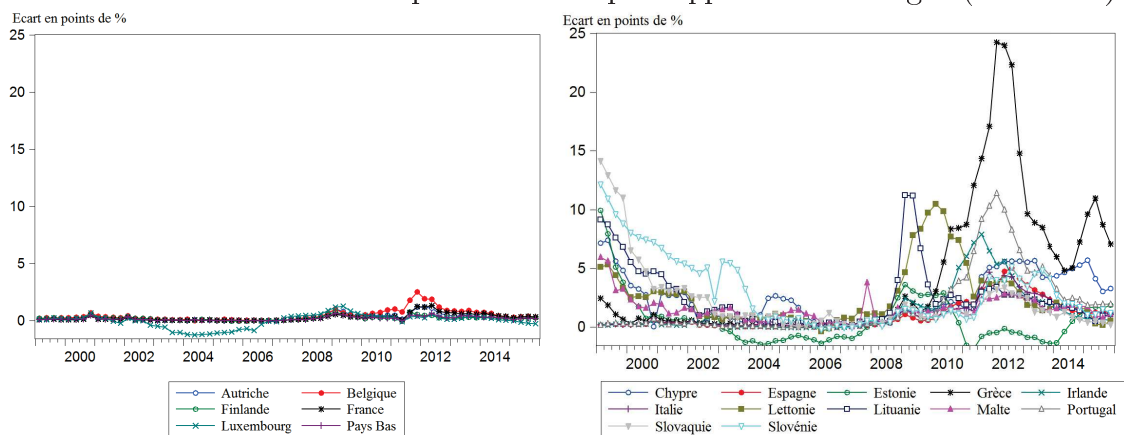 Ecart en points de %
25
20
15
10
5
0
2000 2002 2004 2006 2008 2010 2012 2014
Autriche Belgique
Finlande France
Luxembourg Pays Bas
Ecart en points de %
25
20
15
10
5
0
2000 2002 2004 2006 2008 2010 2012 2014
Chypre Espagne Estonie Grèce Irlande
Italie Lettonie Lituanie Malte Portugal
Slovaquie Slovénie